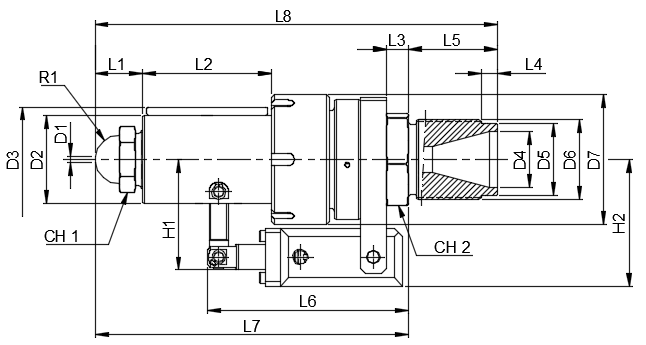 L8
L3 L5
L1 L2 L4
R1
D3 D2 D1 D4 D5 D6 D7
CH 1 H1 CH 2 H2
L6
L7